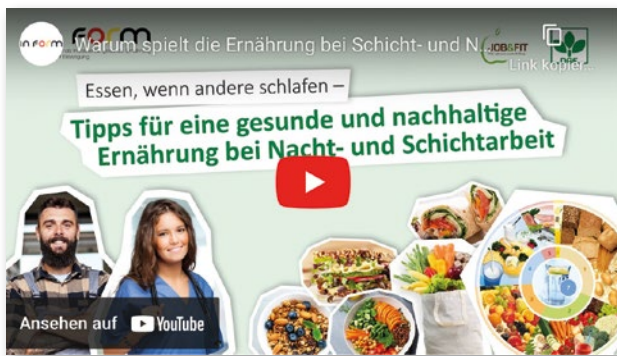 IN FORM
Warum spielt die Ernährung bei Schicht- und N...
JOB&FIT
Link kopier...
Essen, wenn andere schlafen –
Tipps für eine gesunde und nachhaltige
Ernährung bei Nacht- und Schichtarbeit
Ansehen auf YouTube